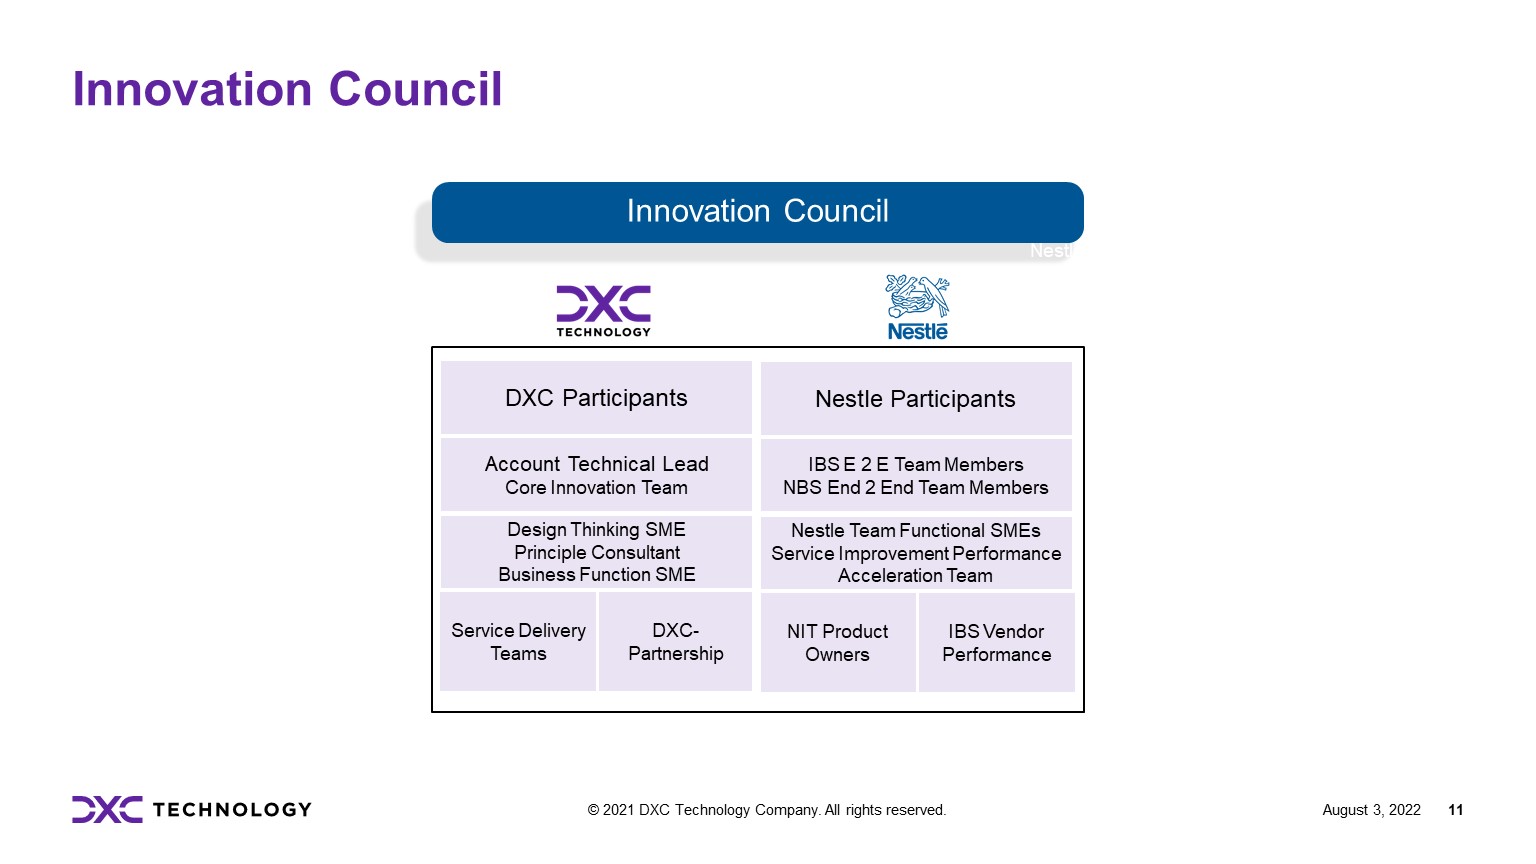 Innovation Council
Innovation Council
Nestl
DXC
TECHNOLOGY
Nestlé
DXC Participants
Nestle Participants
Account Technical Lead
Core Innovation Team
IBS E 2 E Team Members
NBS End 2 End Team Members
Design Thinking SME
Principle Consultant
Business Function SME
Nestle Team Functional SMEs
Service Improvement Performance
Acceleration Team
Service Delivery
Teams
DXC-
Partnership
NIT Product
Owners
IBS Vendor
Performance
DXC TECHNOLOGY
© 2021 DXC Technology Company. All rights reserved.
August 3, 2022
11